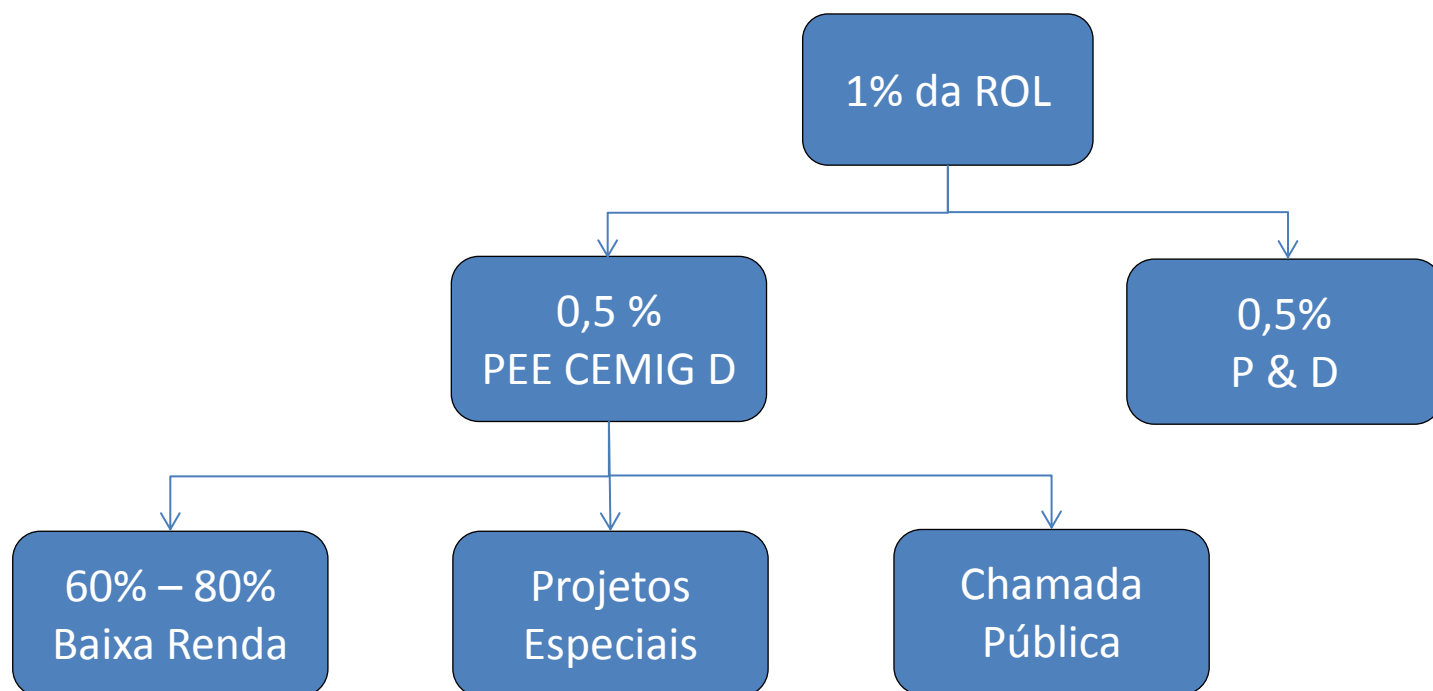 1% da ROL
0,5 %
PEE CEMIG D
0,5%
P & D
60% – 80%
Baixa Renda
Projetos
Especiais
Chamada
Pública